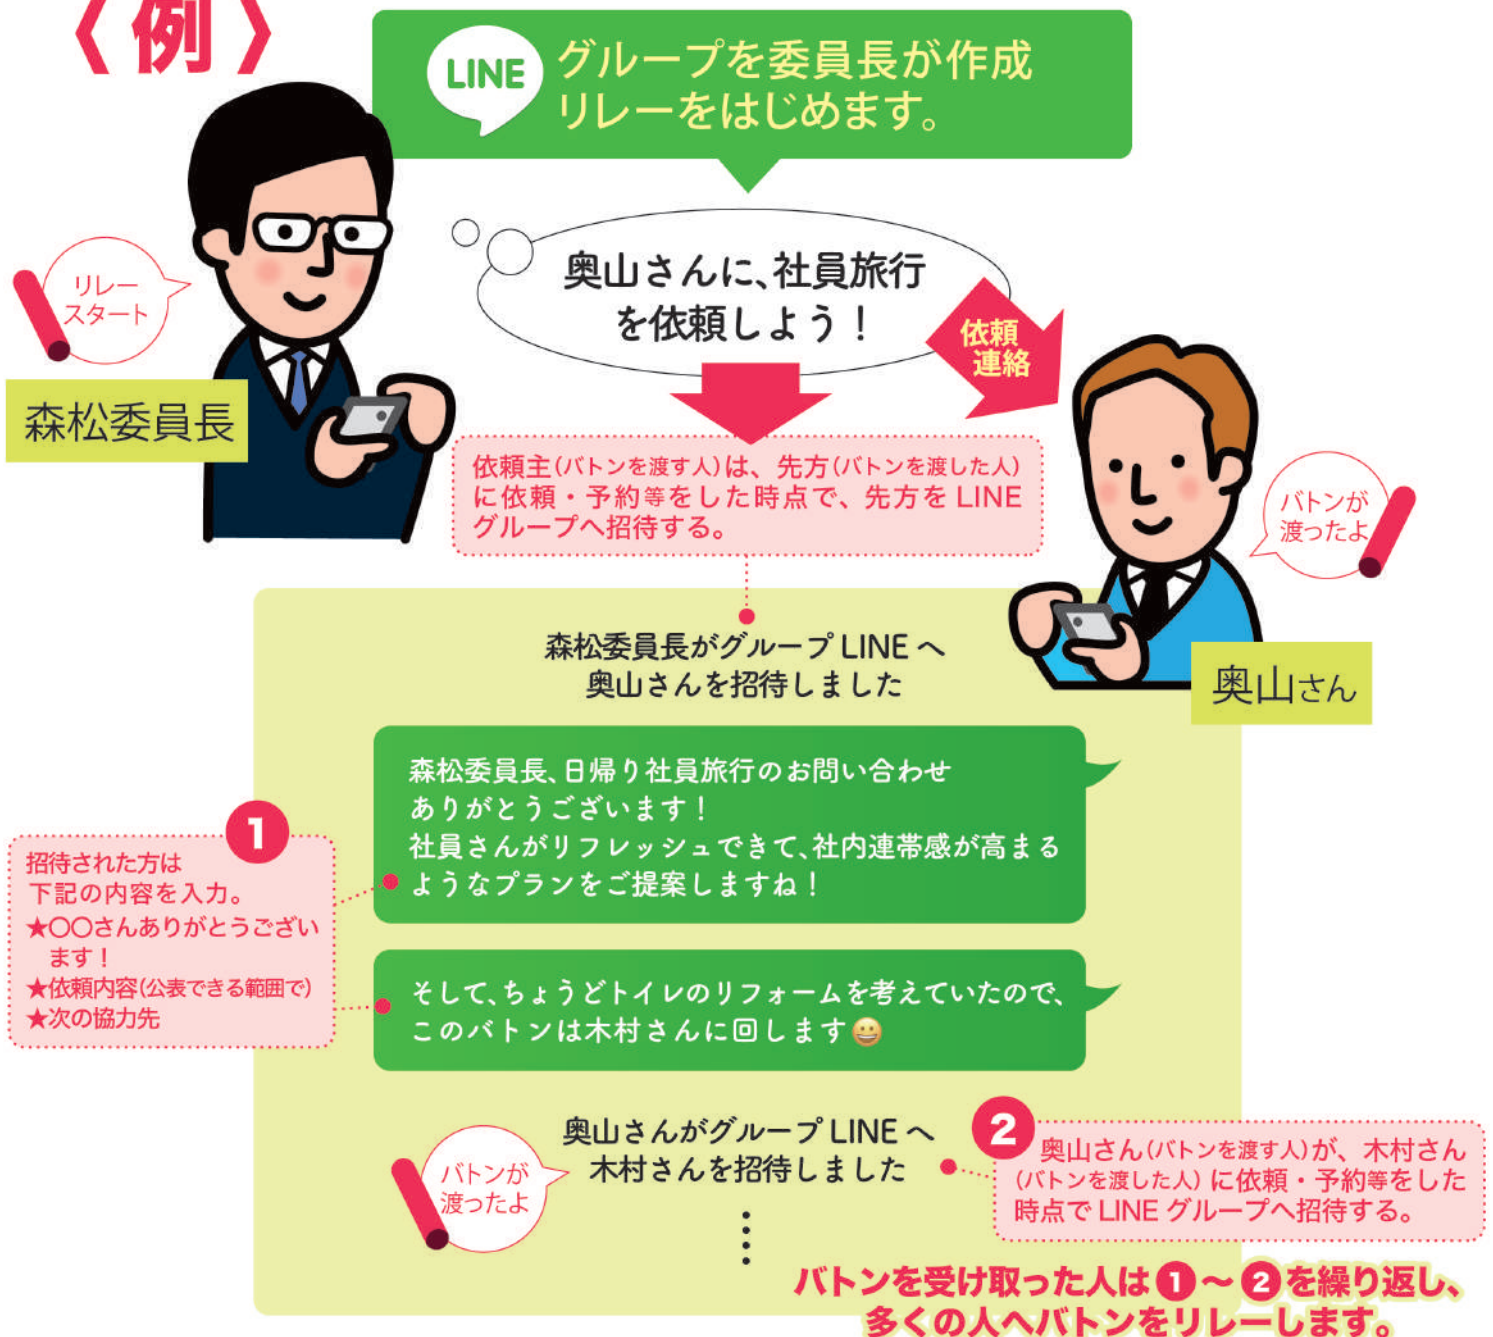 〈例〉
LINE
グループを委員長が作成
リレーをはじめます。
リレー
スタート
森松委員長
奥山さんに、社員旅行
を依頼しよう！
依頼
連絡
依頼主(バトンを渡す人)は、先方(バトンを渡した人)
に依頼・予約等をした時点で、先方を LINE
グループへ招待する。
バトンが
渡ったよ
奥山さん
森松委員長がグループ LINE へ
奥山さんを招待しました
森松委員長、日帰り社員旅行のお問い合わせ
ありがとうございます！
社員さんがリフレッシュできて、社内連帯感が高まる
ようなプランをご提案しますね！
1
招待された方は
下記の内容を入力。
★〇〇さんありがとうござい
ます！
★依頼内容(公表できる範囲で)
★次の協力先
そして、ちょうどトイレのリフォームを考えていたので、
このバトンは木村さんに回します😀
奥山さんがグループ LINE へ
木村さんを招待しました
バトンが
渡ったよ
2
奥山さん(バトンを渡す人)が、木村さん
(バトンを渡した人) に依頼・予約等をした
時点で LINE グループへ招待する。
バトンを受け取った人は❶〜❷を繰り返し、
多くの人へバトンをリレーします。